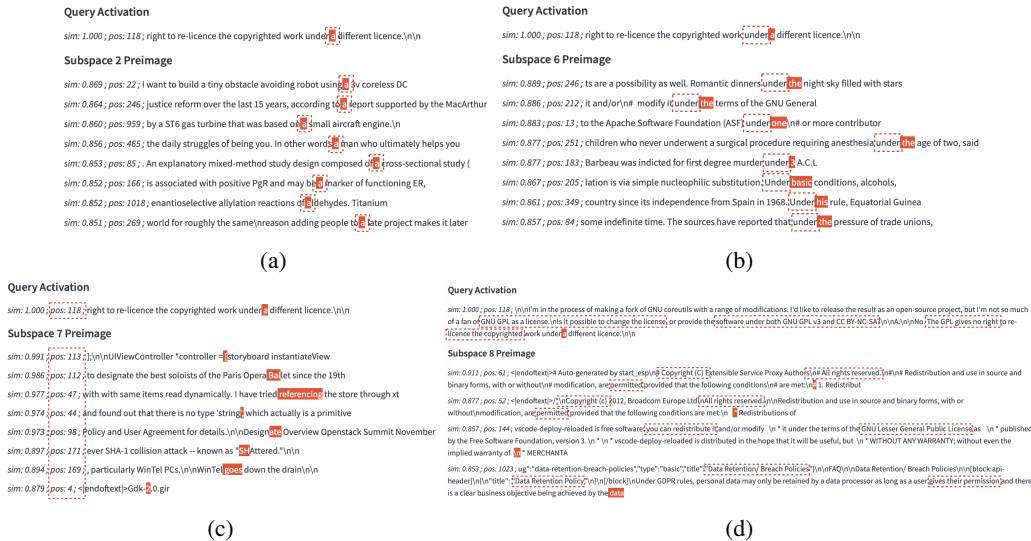 Query Activation
sim: 1.000 ; pos: 118 ; right to re-licence the copyrighted work under a different licence.\n\n
Subspace 2 Preimage
sim: 0.869 ; pos: 22 ; I want to build a tiny obstacle avoiding robot using a 3v coreless DC
sim: 0.864 ; pos: 246 ; justice reform over the last 15 years, according to a report supported by the MacArthur
sim: 0.860 ; pos: 959 ; by a ST6 gas turbine that was based on a small aircraft engine.\n
sim: 0.856 ; pos: 465 ; the daily struggles of being you. In other words a man who ultimately helps you
sim: 0.853 ; pos: 85 ; . An explanatory mixed-method study design composed of a cross-sectional study (
sim: 0.852 ; pos: 166 ; is associated with positive PgR and may be a marker of functioning ER,
sim: 0.852 ; pos: 1018 ; enantioselective allylation reactions of aldehydes. Titanium
sim: 0.851 ; pos: 269 ; world for roughly the same\nreason adding people to a late project makes it later
(a)
Query Activation
sim: 1.000 ; pos: 118 ; right to re-licence the copyrighted work under a different licence.\n\n
Subspace 6 Preimage
sim: 0.889 ; pos: 246 ; ts are a possibility as well. Romantic dinners under the night sky filled with stars
sim: 0.886 ; pos: 212 ; it and/or\n# modify it under the terms of the GNU General
sim: 0.883 ; pos: 13 ; to the Apache Software Foundation (ASF) under one\n# or more contributor
sim: 0.877 ; pos: 251 ; children who never underwent a surgical procedure requiring anesthesia under the age of two, said
sim: 0.877 ; pos: 183 ; Barbeau was indicted for first degree murder under 3 A.C.L
sim: 0.867 ; pos: 205 ; lation is via simple nucleophilic substitution. Under basic conditions, alcohols,
sim: 0.861 ; pos: 349 ; country since its independence from Spain in 1968. Under his rule, Equatorial Guinea
sim: 0.857 ; pos: 84 ; some indefinite time. The sources have reported that under the pressure of trade unions,
(b)
Query Activation
sim: 1.000 ; pos: 118 ; right to re-licence the copyrighted work under a different licence.\n\n
Subspace 7 Preimage
sim: 0.991 ; pos: 113 ; ];\n\nUIViewController *controller = [storyboard instantiateView
sim: 0.986 ; pos: 112 ; to designate the best soloists of the Paris Opera Ballet since the 19th
sim: 0.977 ; pos: 47 ; with with same items read dynamically. I have tried referencing the store through xt
sim: 0.974 ; pos: 44 ; and found out that there is no type 'string', which actually is a primitive
sim: 0.973 ; pos: 98 ; Policy and User Agreement for details.\n\nDesignate Overview Openstack Summit November
sim: 0.897 ; pos: 171 ; ever SHA-1 collision attack -- known as "SHAttered."\n\n
sim: 0.894 ; pos: 169 ; , particularly WinTel PCs.\n\nWinTel goes down the drain\n\n
sim: 0.879 ; pos: 4 ; <|endoftext|>Gdk-2.0.gir
(c)
Query Activation
sim: 1.000 ; pos: 118 ; \n\nI'm in the process of making a fork of GNU coreutils with a range of modifications. I'd like to release the result as an open-source project, but I'm not so much
of a fan of GNU GPL as a license.\nIs it possible to change the license, or provide the software under both GNU GPL v3 and CC BY-NC-SA?\n\nA:\n\nNo. The GPL gives no right to re-
licence the copyrighted work under a different licence.\n\n
Subspace 8 Preimage
sim: 0.911 ; pos: 61 ; <|endoftext|># Auto-generated by start_esp\n# Copyright (C) Extensible Service Proxy Authors\n# All rights reserved.\n#\n# Redistribution and use in source and
binary forms, with or without\n# modification, are permitted provided that the following conditions\n# are met:\n# 1. Redistribut
sim: 0.877 ; pos: 52 ; <|endoftext|>/*\nCopyright (c) 2012, Broadcom Europe Ltd\nAll rights reserved.\n\nRedistribution and use in source and binary forms, with or
without\nmodification, are permitted provided that the following conditions are met:\n * Redistributions of
sim: 0.857 ; pos: 144 ; vscode-deploy-reloaded is free software: you can redistribute it and/or modify \n * it under the terms of the GNU Lesser General Public License as \n * published
by the Free Software Foundation, version 3. \n * \n * vscode-deploy-reloaded is distributed in the hope that it will be useful, but \n * WITHOUT ANY WARRANTY; without even the
implied warranty of \n * MERCHANTA
sim: 0.853 ; pos: 1023 ; ug":"data-retention-breach-policies","type":"basic","title":"Data Retention/ Breach Policies"}\n\n#FAQ\n\nData Retention/ Breach Policies\n\n[block:api-
header]\n{\n"title": "Data Retention Policy"\n}\n[/block]\nUnder GDPR rules, personal data may only be retained by a data processor as long as a user gives their permission and there
is a clear business objective being achieved by the data
(d)